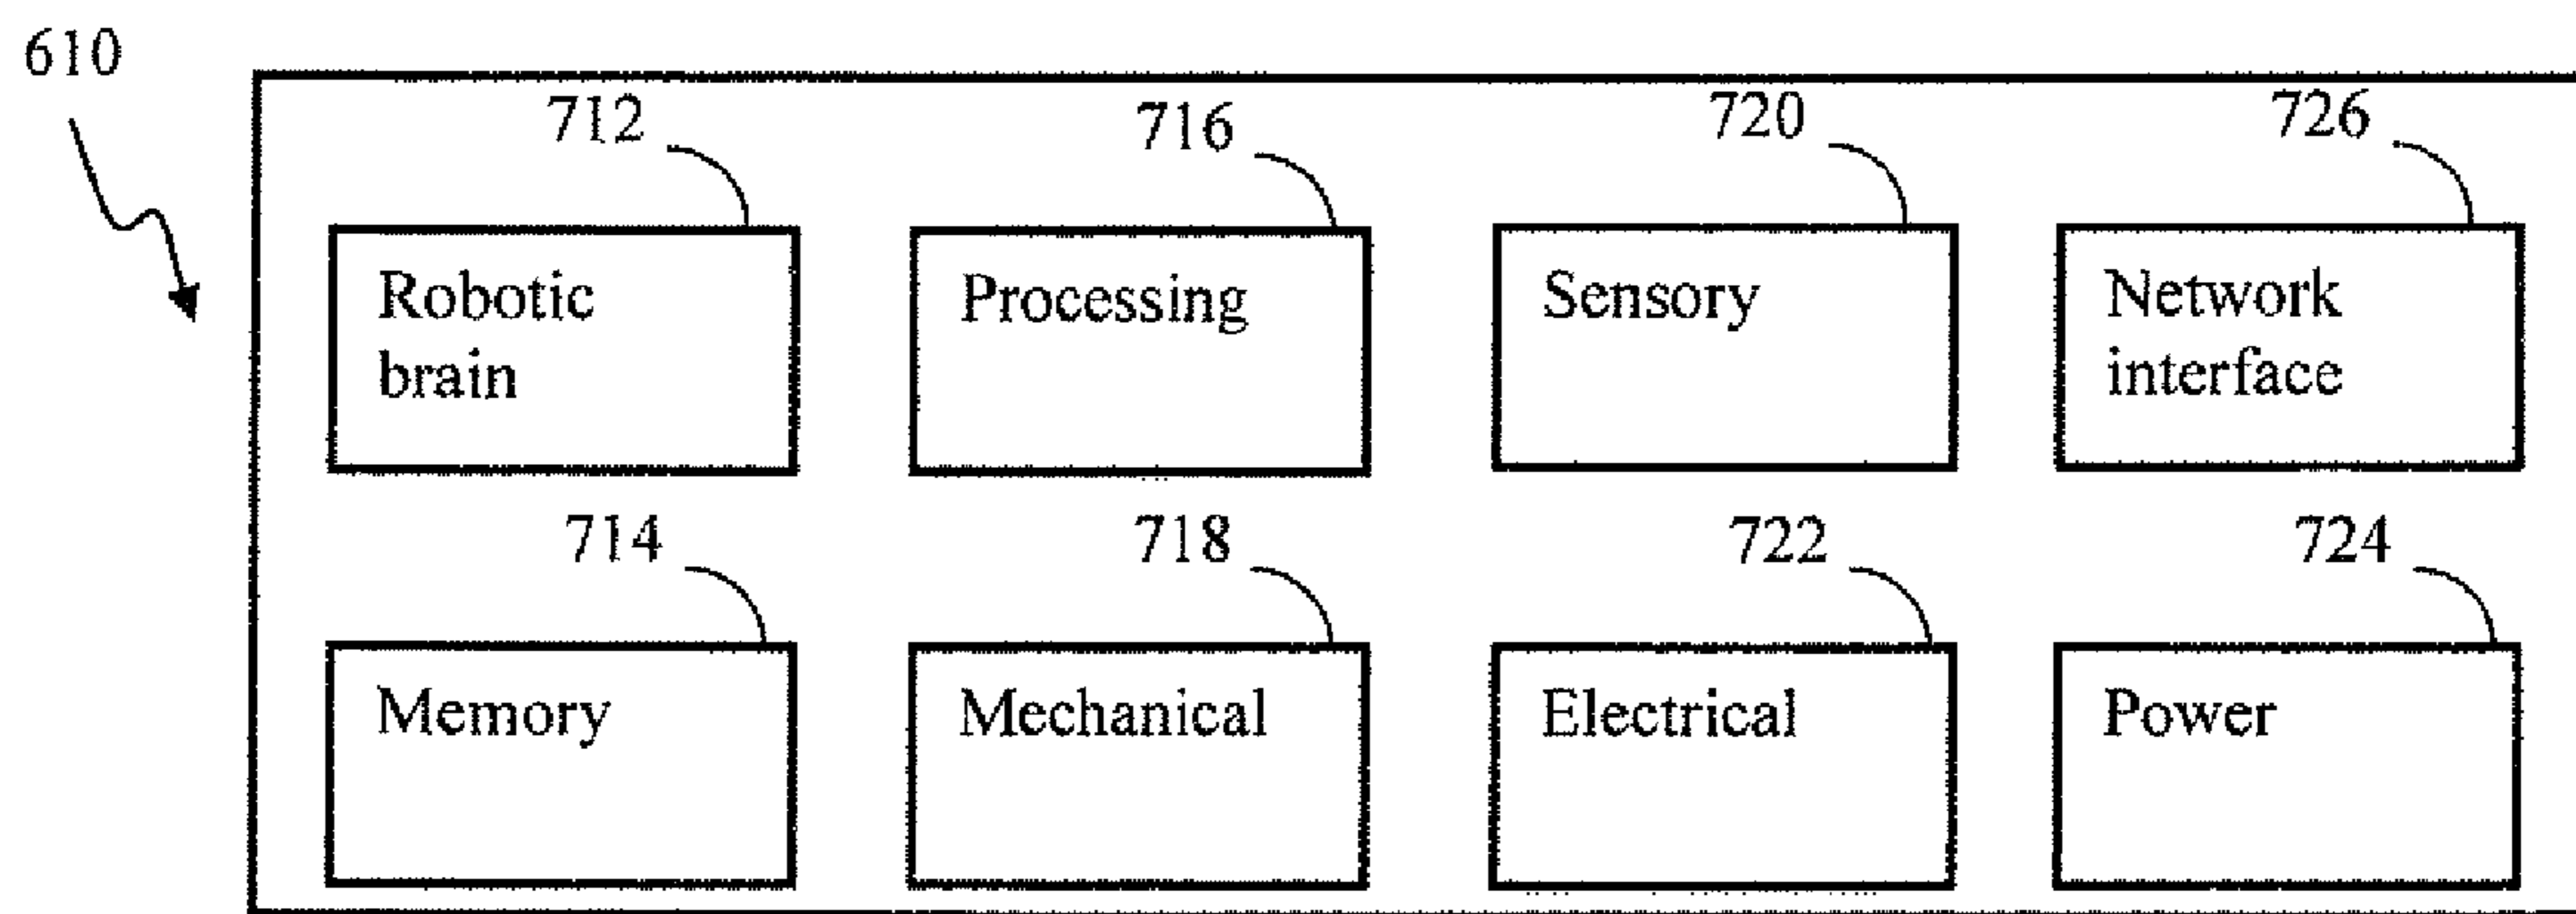 610
712 716 720 726
Robotic brain
Processing
Sensory
Network interface
714 718 722 724
Memory Mechanical Electrical Power